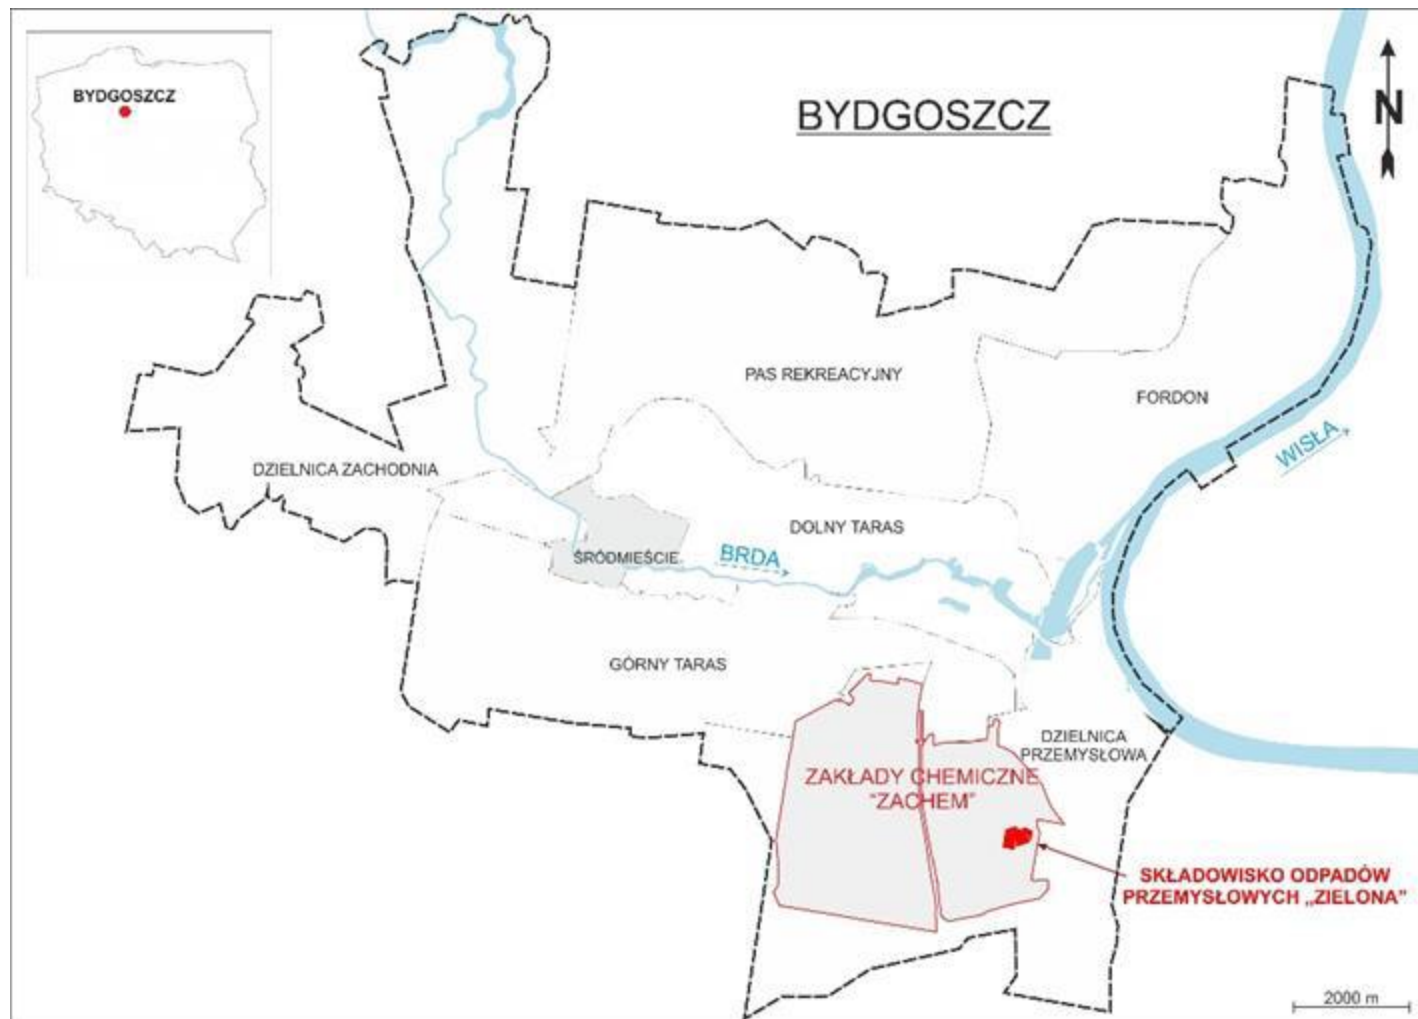 BYDGOSZCZ
BYDGOSZCZ
N
PAS REKREACYJNY
FORDON
WISŁA
DZIELNICA ZACHODNIA
DOLNY TARAS
ŚRÓDMIEŚCIE
BRDA
GÓRNY TARAS
DZIELNICA
PRZEMYSŁOWA
ZAKŁADY CHEMICZNE
"ZACHEM"
SKŁADOWISKO ODPADÓW
PRZEMYSŁOWYCH „ZIELONA”
2000 m